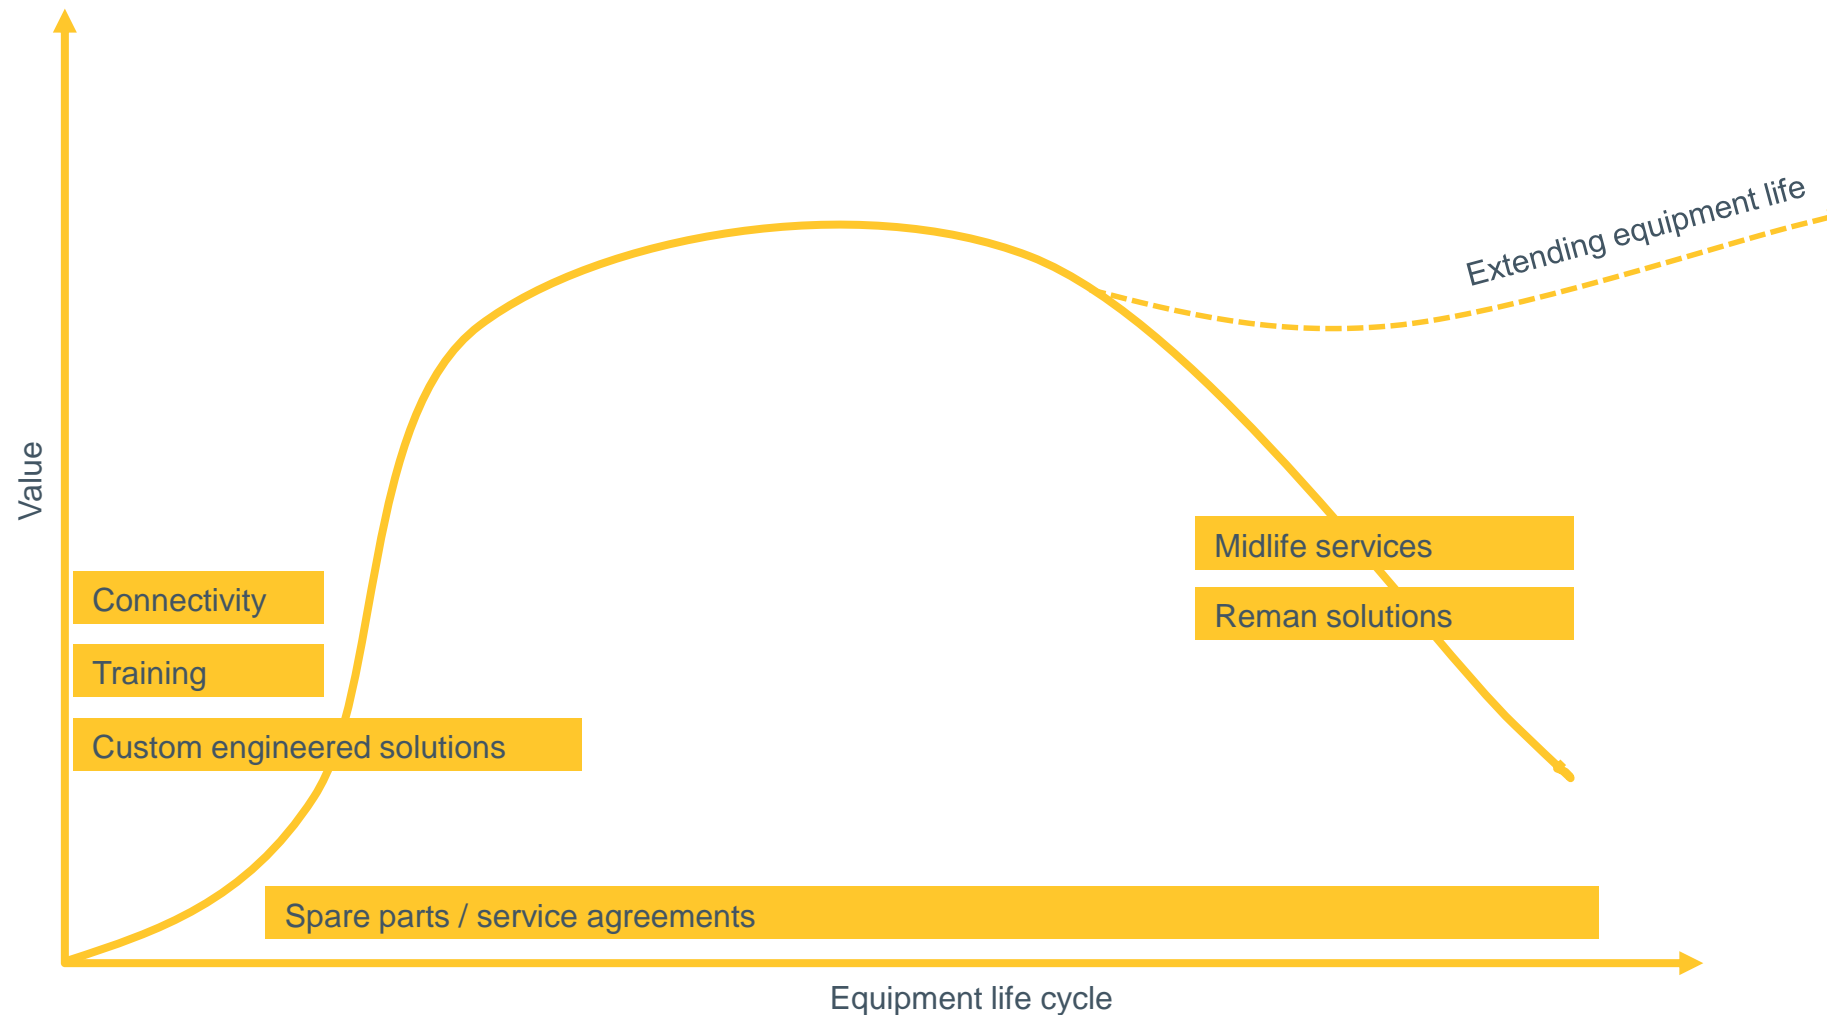 Extending equipment life
Value
Midlife services
Connectivity
Reman solutions
Training
Custom engineered solutions
Spare parts / service agreements
Equipment life cycle